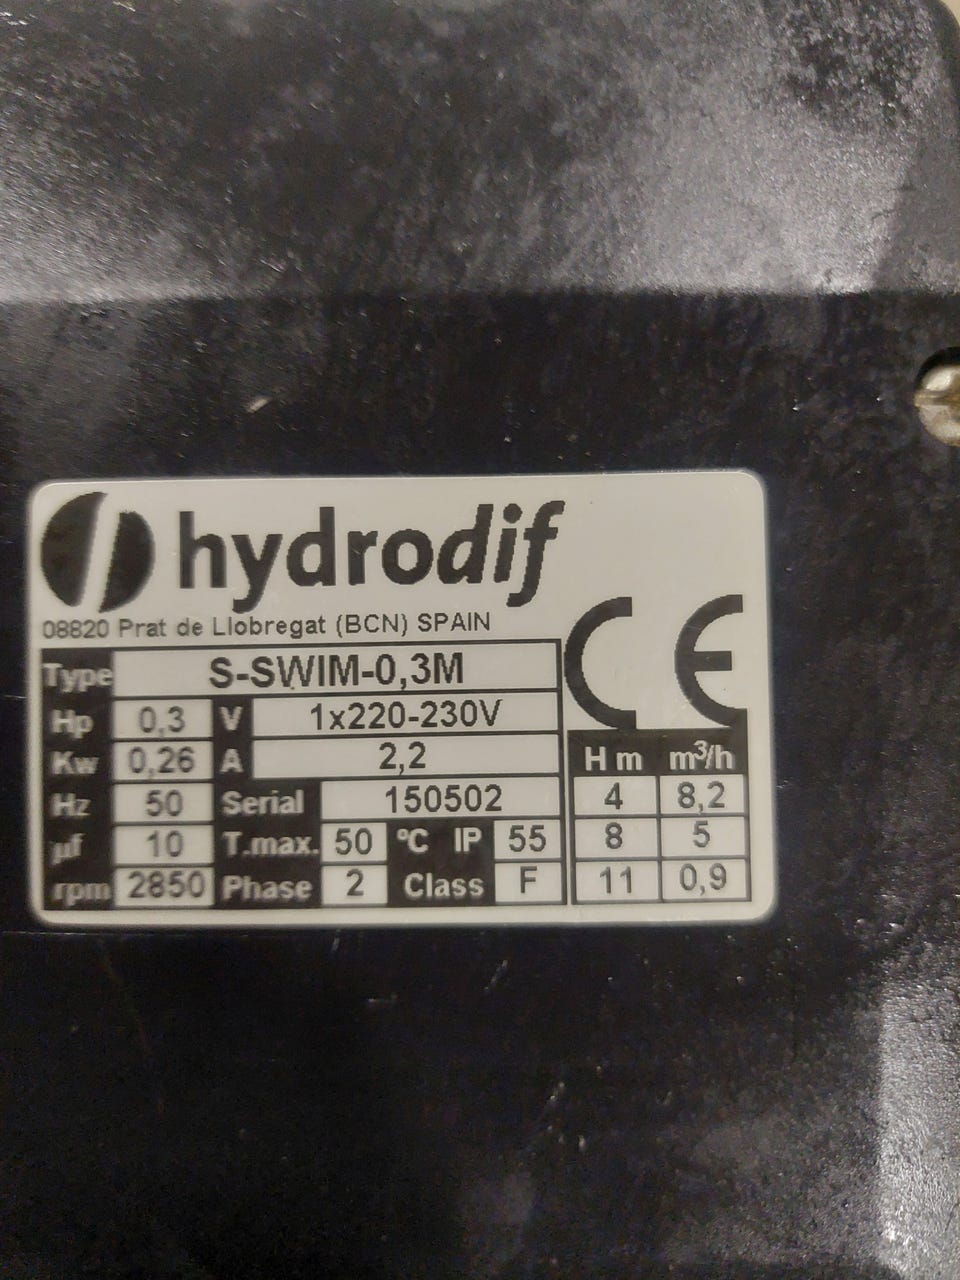 hydrodif
08820 Prat de Llobregat (BCN) SPAIN
CE
Type S-SWIM-0,3M
Hp 0,3 V 1x220-230V
Kw 0,26 A 2,2 H m m³/h
Hz 50 Serial 150502 4 8,2
µf 10 T.max. 50 ºC IP 55 8 5
rpm 2850 Phase 2 Class F 11 0,9